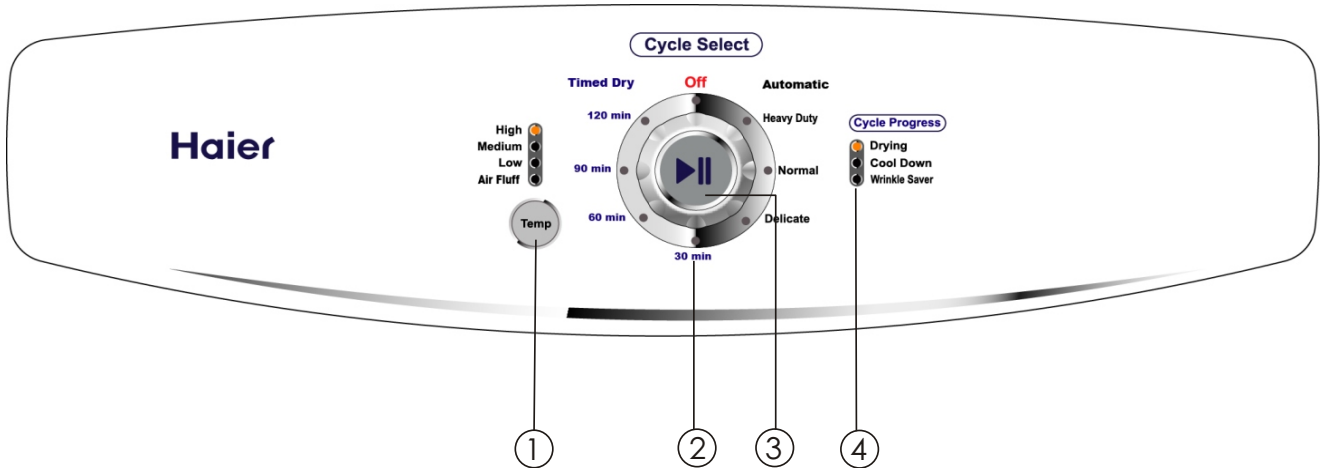 Cycle Select
Timed Dry
Off
Automatic
120 min
Heavy Duty
90 min
Normal
60 min
Delicate
30 min
Haier
High
Medium
Low
Air Fluff
Temp
Cycle Progress
Drying
Cool Down
Wrinkle Saver
1
2
3
4